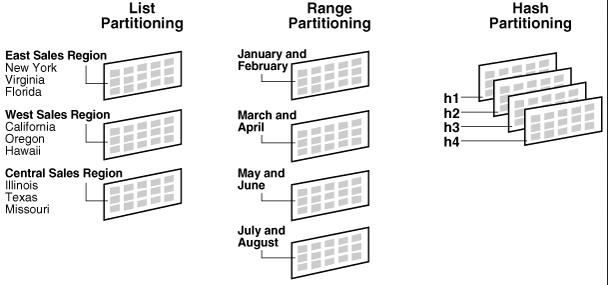 List
Partitioning
East Sales Region
New York
Virginia
Florida
West Sales Region
California
Oregon
Hawaii
Central Sales Region
Illinois
Texas
Missouri
Range
Partitioning
January and
February
March and
April
May and
June
July and
August
Hash
Partitioning
h1
h2
h3
h4